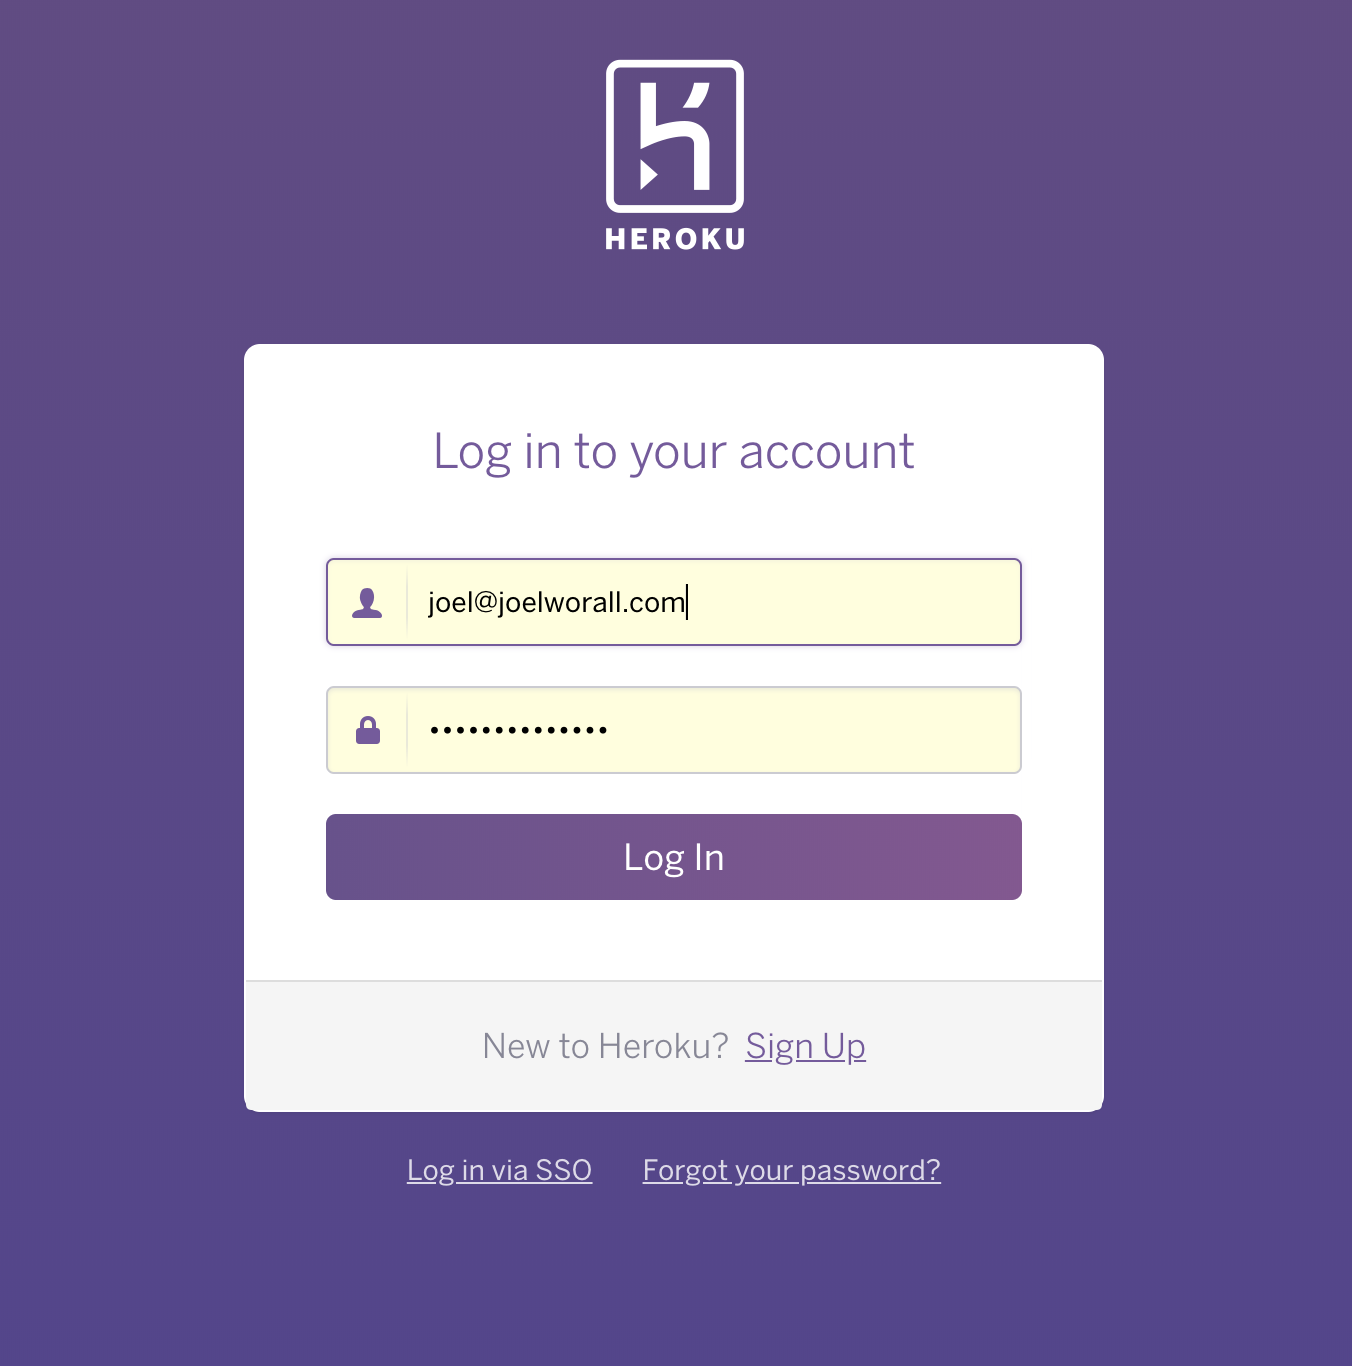 HEROKU
Log in to your account
joel@joelworall.com
••••••••••••••
Log In
New to Heroku? Sign Up
Log in via SSO Forgot your password?